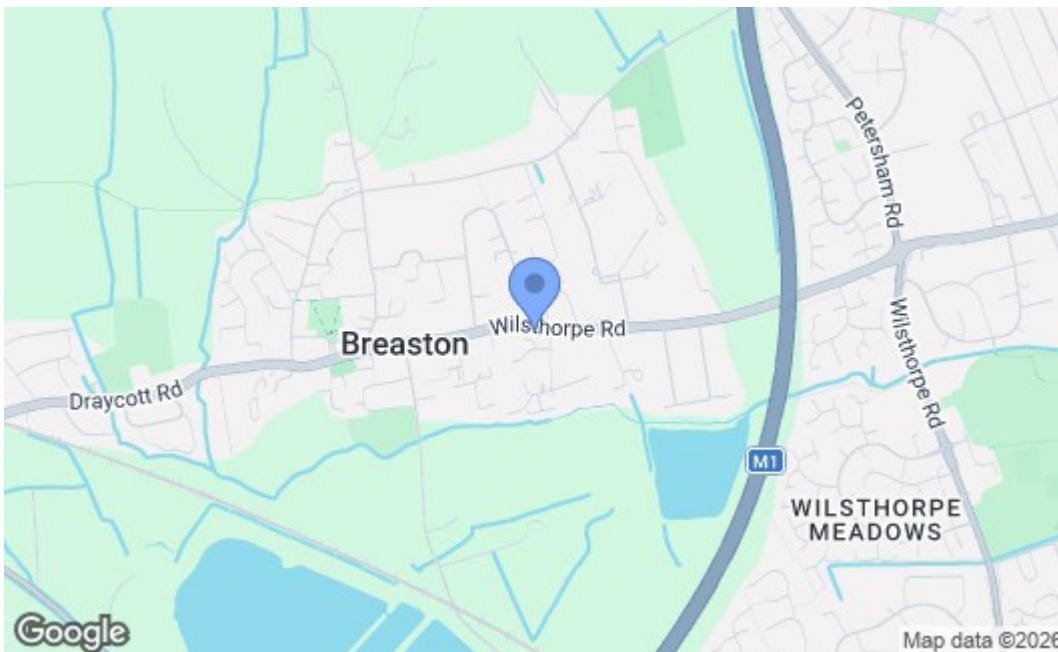 Petersham Rd
Wilsthorpe Rd
Breaston
Draycott Rd
Wilsthorpe Rd
M1
WILSTHORPE
MEADOWS
Google
Map data ©2026